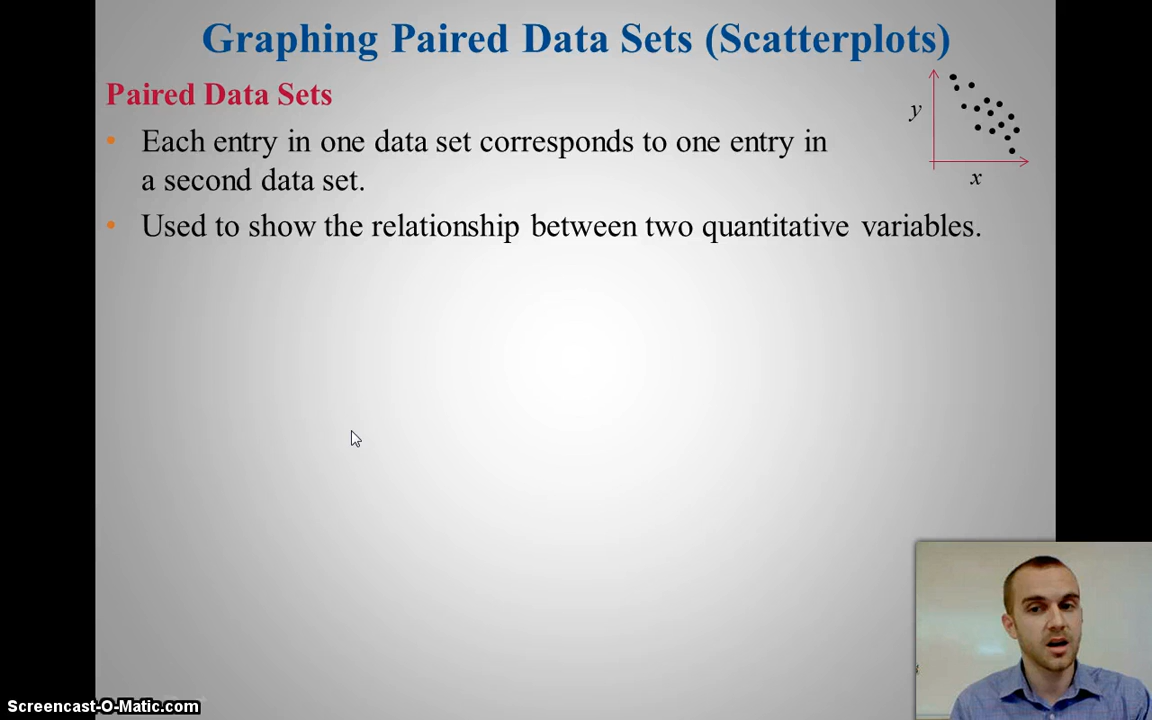 Graphing Paired Data Sets (Scatterplots)
Paired Data Sets
• Each entry in one data set corresponds to one entry in
a second data set.
• Used to show the relationship between two quantitative variables.
y
x
Screencast-O-Matic.com